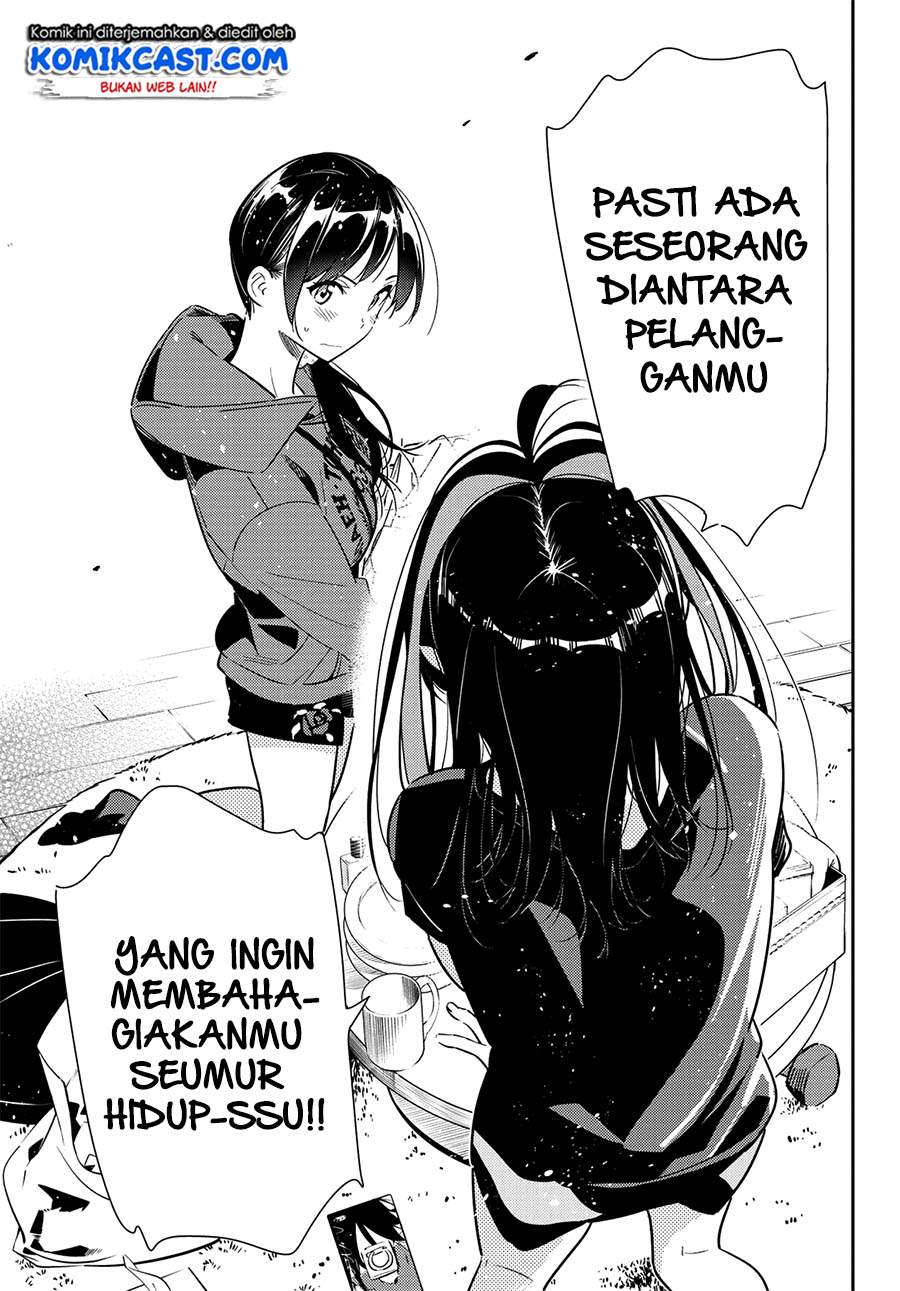 Komik ini diterjemahkan & diedit oleh
KOMIKCAST.COM
BUKAN WEB LAIN!!
PASTI ADA
SESEORANG
DIANTARA
PELANG-
GANMU
YANG INGIN
MEMBAHA-
GIAKANMU
SEUMUR
HIDUP-SSU!!